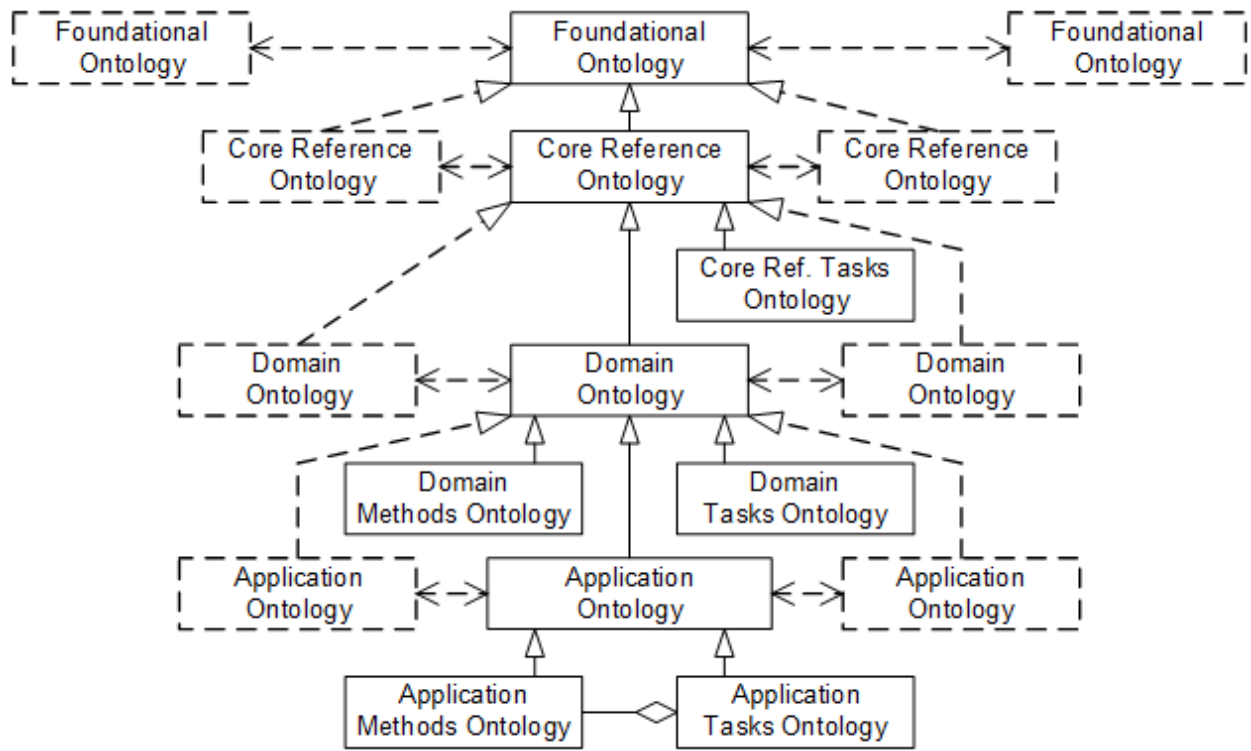 Foundational
Ontology
Foundational
Ontology
Foundational
Ontology
Core Reference
Ontology
Core Reference
Ontology
Core Reference
Ontology
Core Ref. Tasks
Ontology
Domain
Ontology
Domain
Ontology
Domain
Ontology
Domain
Methods Ontology
Domain
Tasks Ontology
Application
Ontology
Application
Ontology
Application
Ontology
Application
Methods Ontology
Application
Tasks Ontology